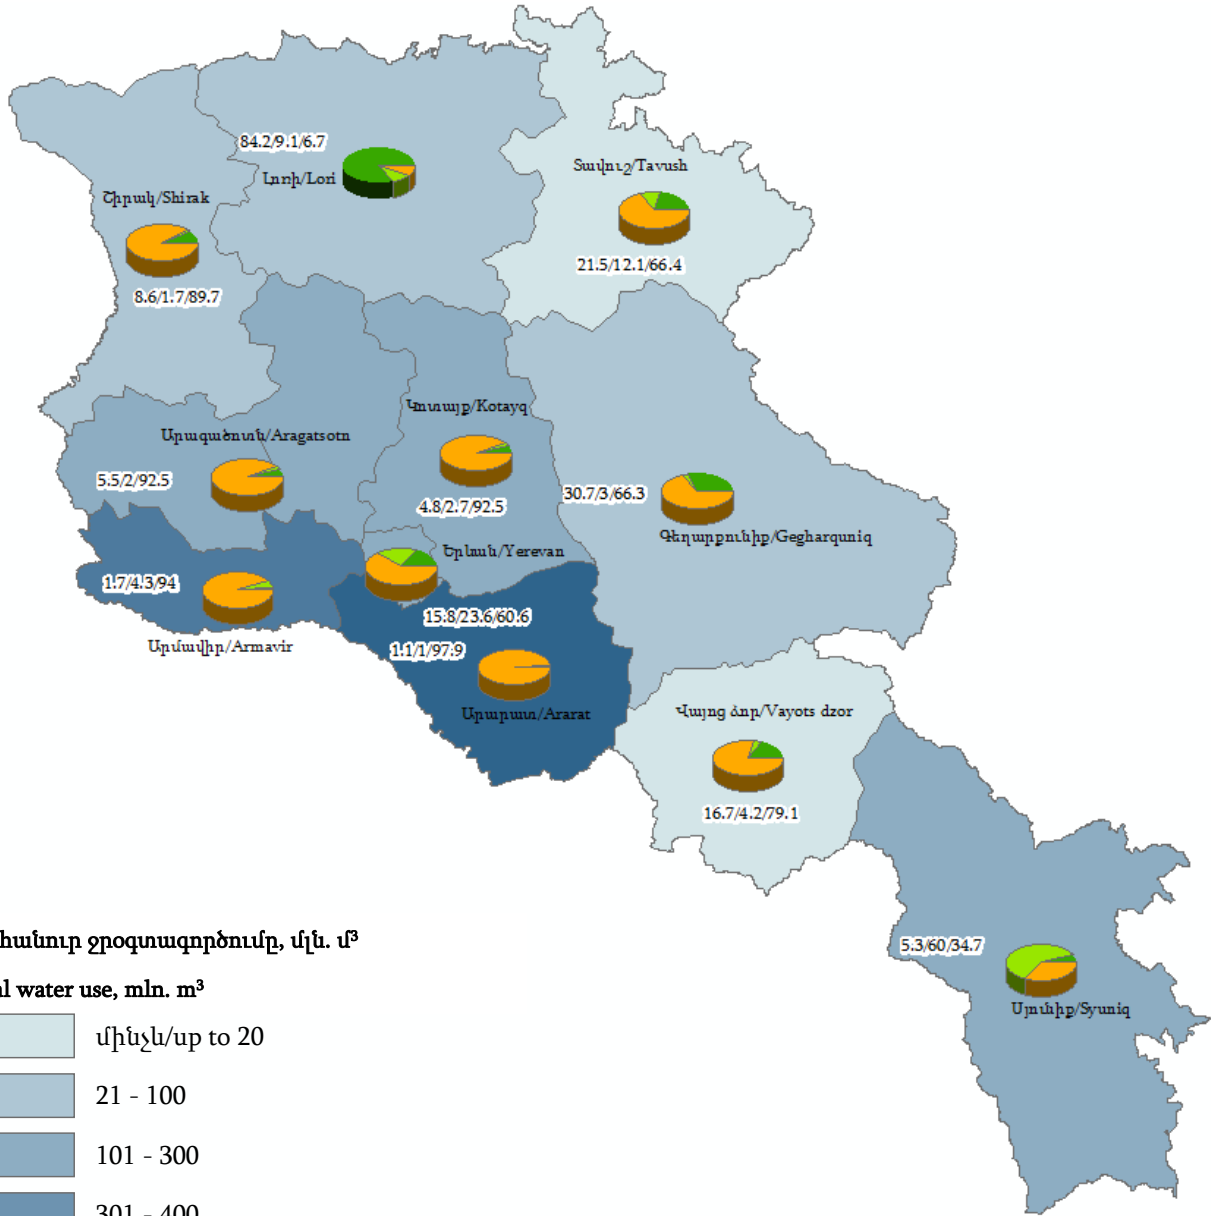 84.2/9.1/6.7
Տավուշ/Tavush
Լոռի/Lori
Շիրակ/Shirak
21.5/12.1/66.4
8.6/1.7/89.7
Կոտայք/Kotayq
Արագածոտն/Aragatsotn
5.5/2/92.5
30.7/3/66.3
4.8/2.7/92.5
Գեղարքունիք/Gegharquniq
Երևան/Yerevan
1.7/4.3/94
15.8/23.6/60.6
Արմավիր/Armavir
1.1/1/97.9
Արարատ/Ararat
Վայոց ձոր/Vayots dzor
16.7/4.2/79.1
հանուր ջրօգտագործումը, մլն. մ³
5.3/60/34.7
al water use, mln. m³
Սյունիք/Syuniq
մինչև/up to 20
21 - 100
101 - 300
301 - 400